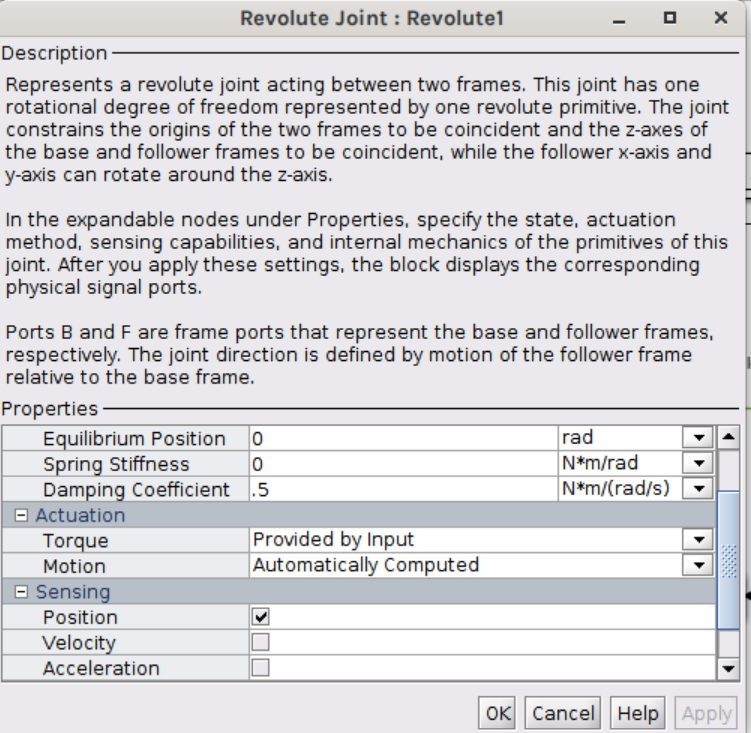 Revolute Joint : Revolute1
Description
Represents a revolute joint acting between two frames. This joint has one
rotational degree of freedom represented by one revolute primitive. The joint
constrains the origins of the two frames to be coincident and the z-axes of
the base and follower frames to be coincident, while the follower x-axis and
y-axis can rotate around the z-axis.
In the expandable nodes under Properties, specify the state, actuation
method, sensing capabilities, and internal mechanics of the primitives of this
joint. After you apply these settings, the block displays the corresponding
physical signal ports.
Ports B and F are frame ports that represent the base and follower frames,
respectively. The joint direction is defined by motion of the follower frame
relative to the base frame.
Properties
Equilibrium Position 0 rad
Spring Stiffness 0 N*m/rad
Damping Coefficient .5 N*m/(rad/s)
Actuation
Torque Provided by Input
Motion Automatically Computed
Sensing
Position
Velocity
Acceleration
OK Cancel Help Apply